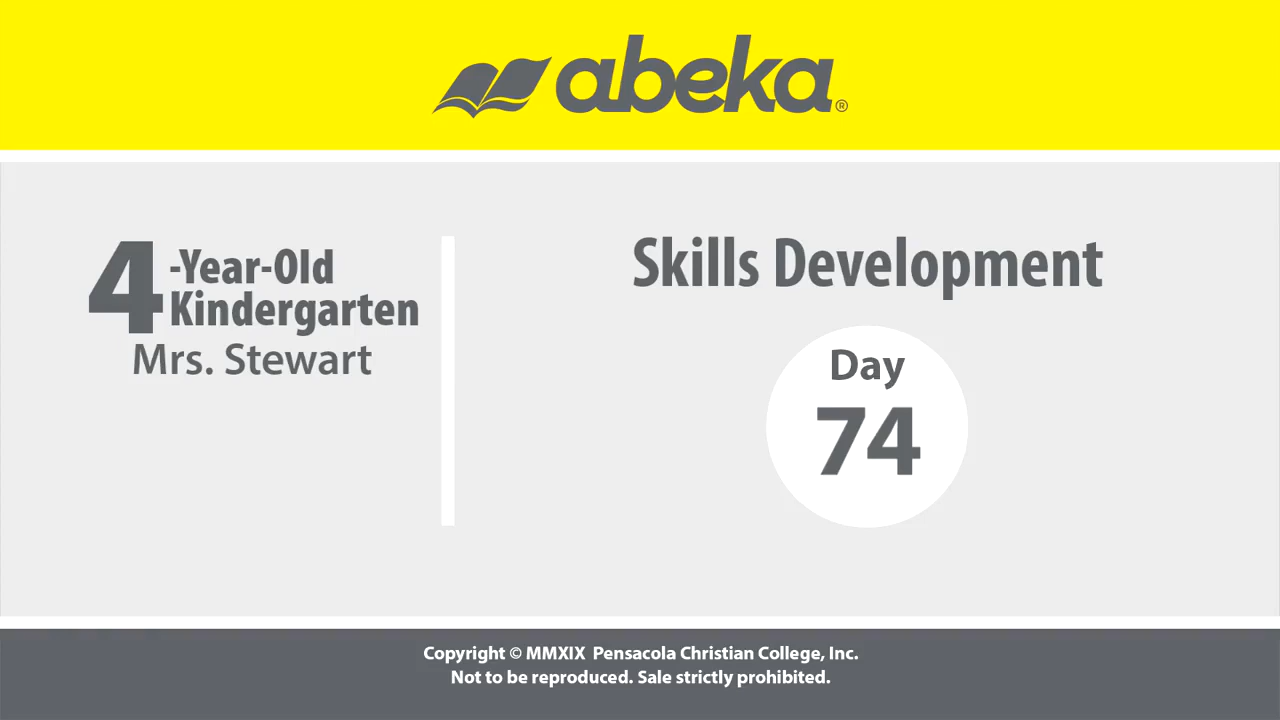 abeka®
4-Year-Old
Kindergarten
Mrs. Stewart
Skills Development
Day
74
Copyright © MMXIX Pensacola Christian College, Inc.
Not to be reproduced. Sale strictly prohibited.